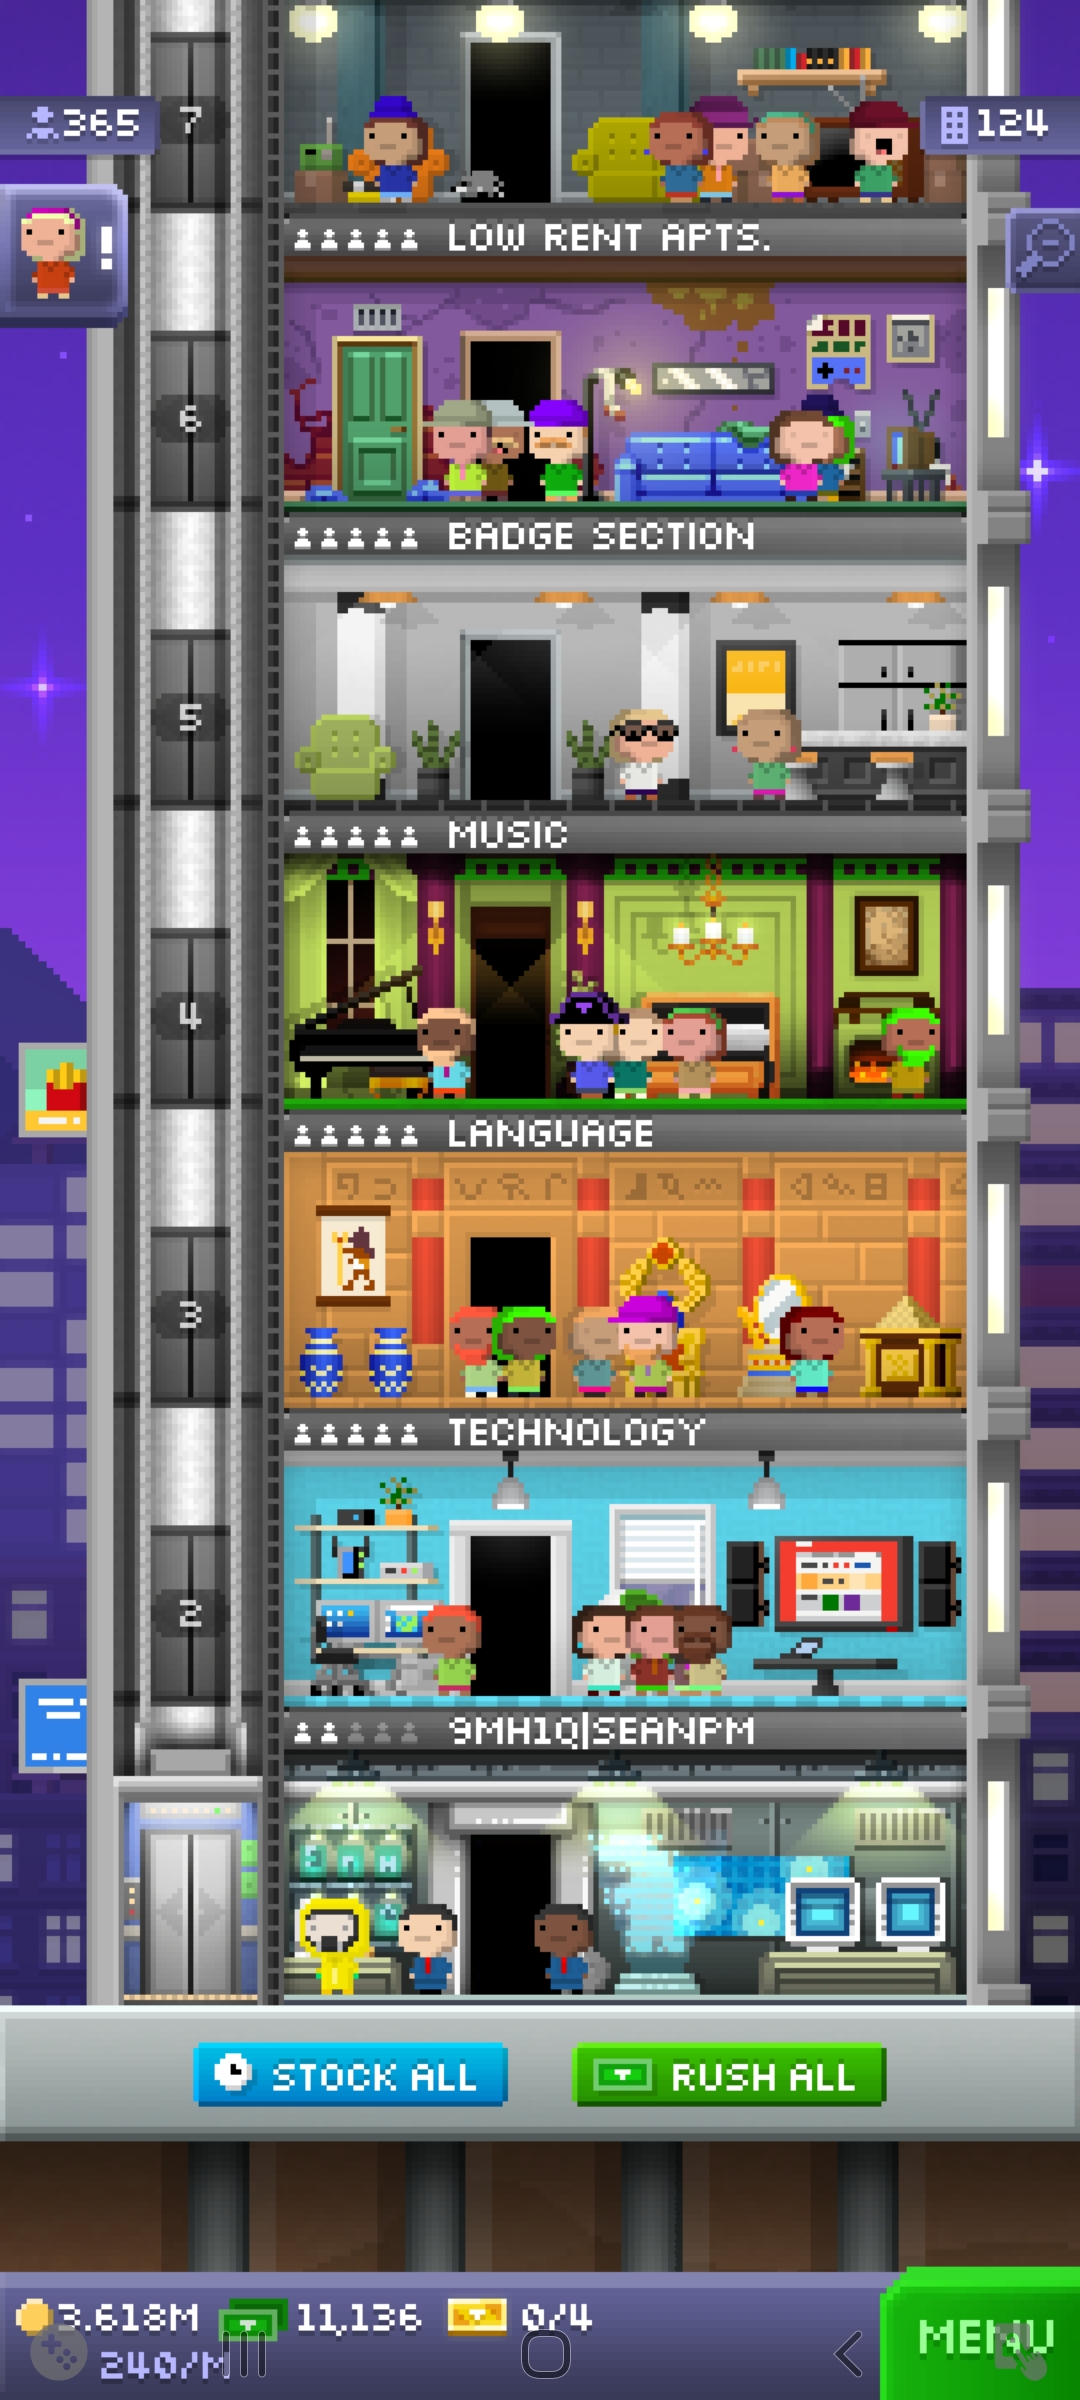 365
7
124
!
LOW RENT APTS.
6
BADGE SECTION
5
MUSIC
4
LANGUAGE
3
TECHNOLOGY
2
9MH1Q|SEANPM
STOCK ALL
RUSH ALL
3.618M
11,136
0/4
MENU
240/M